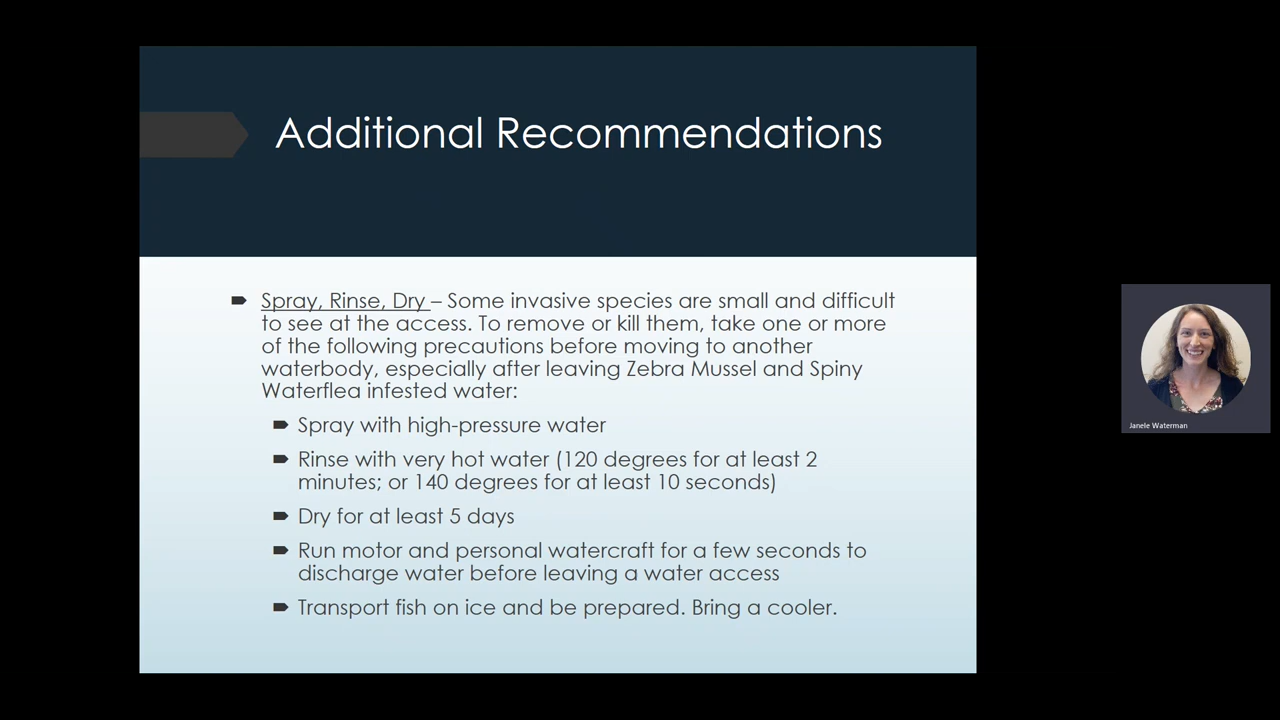 Additional Recommendations
Spray, Rinse, Dry – Some invasive species are small and difficult
to see at the access. To remove or kill them, take one or more
of the following precautions before moving to another
waterbody, especially after leaving Zebra Mussel and Spiny
Waterflea infested water:
Spray with high-pressure water
Rinse with very hot water (120 degrees for at least 2
minutes; or 140 degrees for at least 10 seconds)
Dry for at least 5 days
Run motor and personal watercraft for a few seconds to
discharge water before leaving a water access
Transport fish on ice and be prepared. Bring a cooler.
Janele Waterman